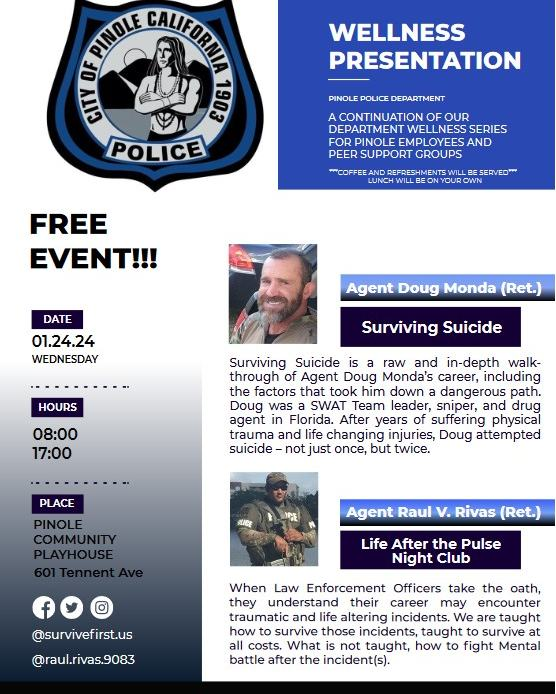 CITY OF PINOLE CALIFORNIA 1903
POLICE
WELLNESS
PRESENTATION
PINOLE POLICE DEPARTMENT
A CONTINUATION OF OUR
DEPARTMENT WELLNESS SERIES
FOR PINOLE EMPLOYEES AND
PEER SUPPORT GROUPS
***COFFEE AND REFRESHMENTS WILL BE SERVED***
LUNCH WILL BE ON YOUR OWN
FREE
EVENT!!!
DATE
01.24.24
WEDNESDAY
HOURS
08:00
17:00
PLACE
PINOLE
COMMUNITY
PLAYHOUSE
601 Tennent Ave
@survivefirst.us
@raul.rivas.9083
Agent Doug Monda (Ret.)
Surviving Suicide
Surviving Suicide is a raw and in-depth walk-
through of Agent Doug Monda's career, including
the factors that took him down a dangerous path.
Doug was a SWAT Team leader, sniper, and drug
agent in Florida. After years of suffering physical
trauma and life changing injuries, Doug attempted
suicide – not just once, but twice.
Agent Raul V. Rivas (Ret.)
Life After the Pulse
Night Club
When Law Enforcement Officers take the oath,
they understand their career may encounter
traumatic and life altering incidents. We are taught
how to survive those incidents, taught to survive at
all costs. What is not taught, how to fight Mental
battle after the incident(s).